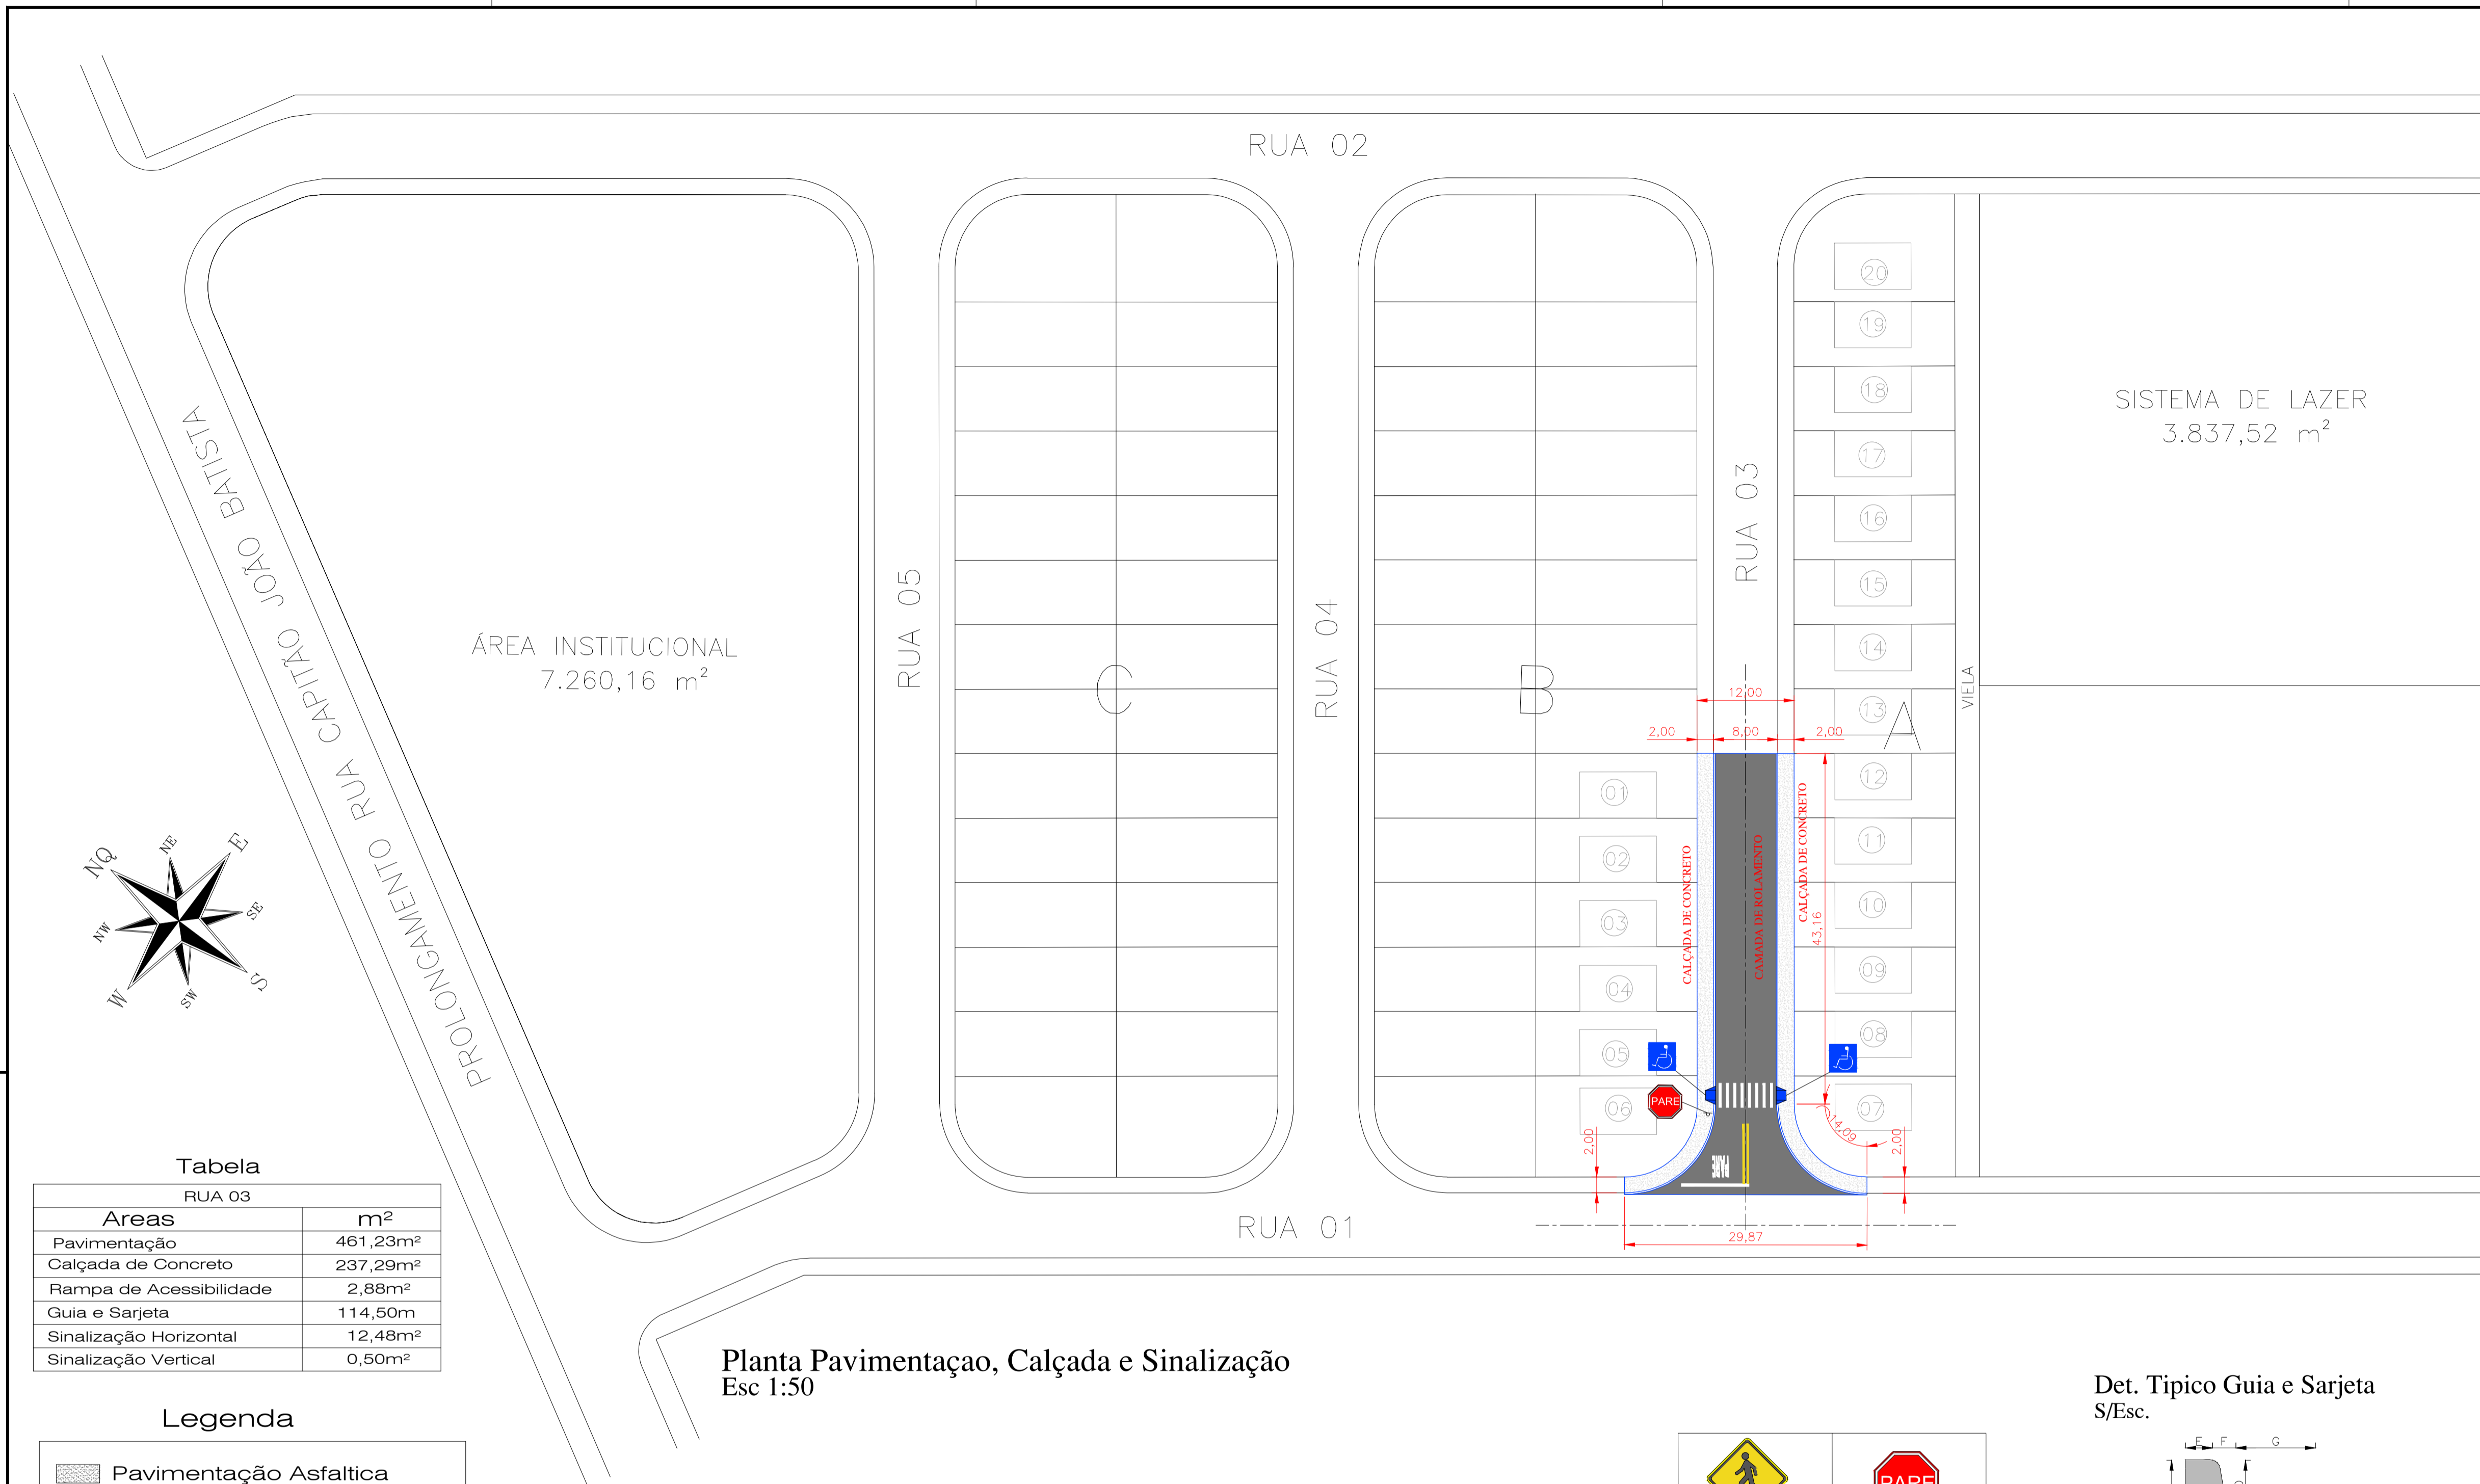 RUA 02
20
19
18
17
16
15
14
13
12
11
10
09
08
07
SISTEMA DE LAZER
3.837,52 m²
RUA 03
VIELA
A
B
C
RUA 04
RUA 05
ÁREA INSTITUCIONAL
7.260,16 m²
PROLONGAMENTO RUA CAPITÃO JOÃO BATISTA
12,00
2,00
8,00
2,00
01
02
03
04
05
06
CALÇADA DE CONCRETO
CAMADA DE ROLAMENTO
CALÇADA DE CONCRETO
43,16
14,09
PARE
PARE
2,00
2,00
29,87
RUA 01
NQ
NE
E
SE
S
SW
W
NW
Tabela
RUA 03
Areas m²
Pavimentação 461,23m²
Calçada de Concreto 237,29m²
Rampa de Acessibilidade 2,88m²
Guia e Sarjeta 114,50m
Sinalização Horizontal 12,48m²
Sinalização Vertical 0,50m²
Legenda
Pavimentação Asfaltica
Planta Pavimentaçao, Calçada e Sinalização
Esc 1:50
PARE
Det. Tipico Guia e Sarjeta
S/Esc.
E F G